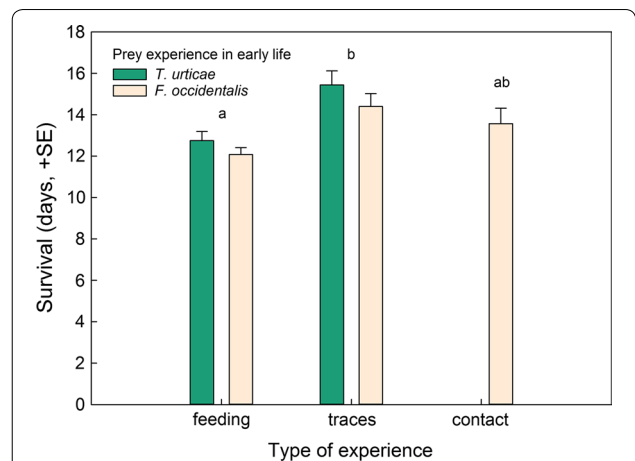 18
16
14
12
10
8
6
4
2
0
Survival (days, +SE)
Prey experience in early life
T. urticae
F. occidentalis
a
b
ab
feeding traces contact
Type of experience